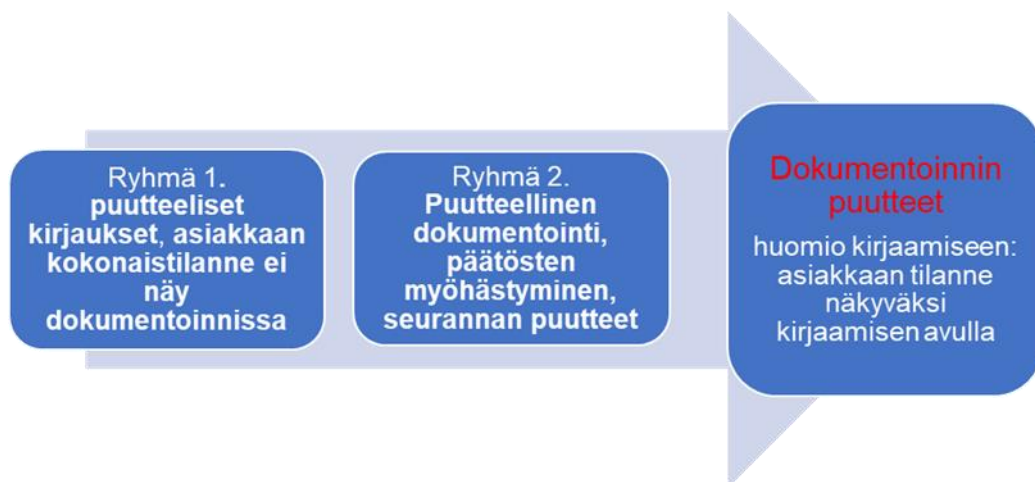 Ryhmä 1.
puutteeliset
kirjaukset, asiakkaan
kokonaistilanne ei
näy
dokumentoinnissa
Ryhmä 2.
Puutteellinen
dokumentointi,
päätösten
myöhästyminen,
seurannan puutteet
Dokumentoinnin
puutteet
huomio kirjaamiseen:
asiakkaan tilanne
näkyväksi
kirjaamisen avulla